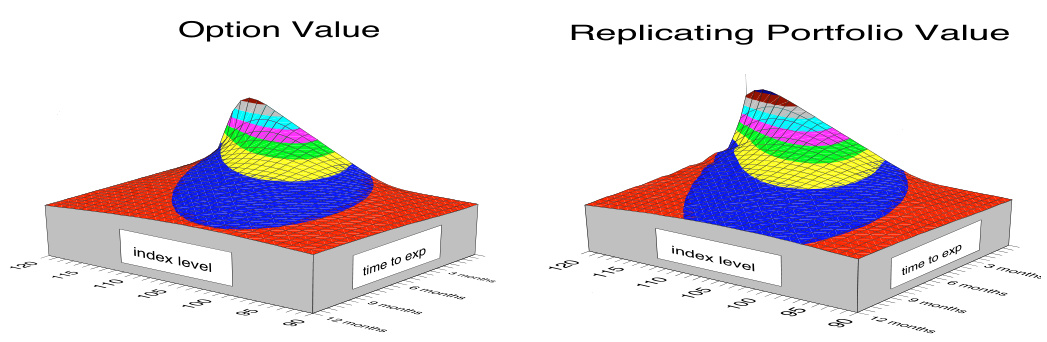 Option Value
Replicating Portfolio Value
index level
time to exp
120
115
110
105
100
95
90
3 months
6 months
9 months
12 months
index level
time to exp
120
115
110
105
100
95
90
3 months
6 months
9 months
12 months